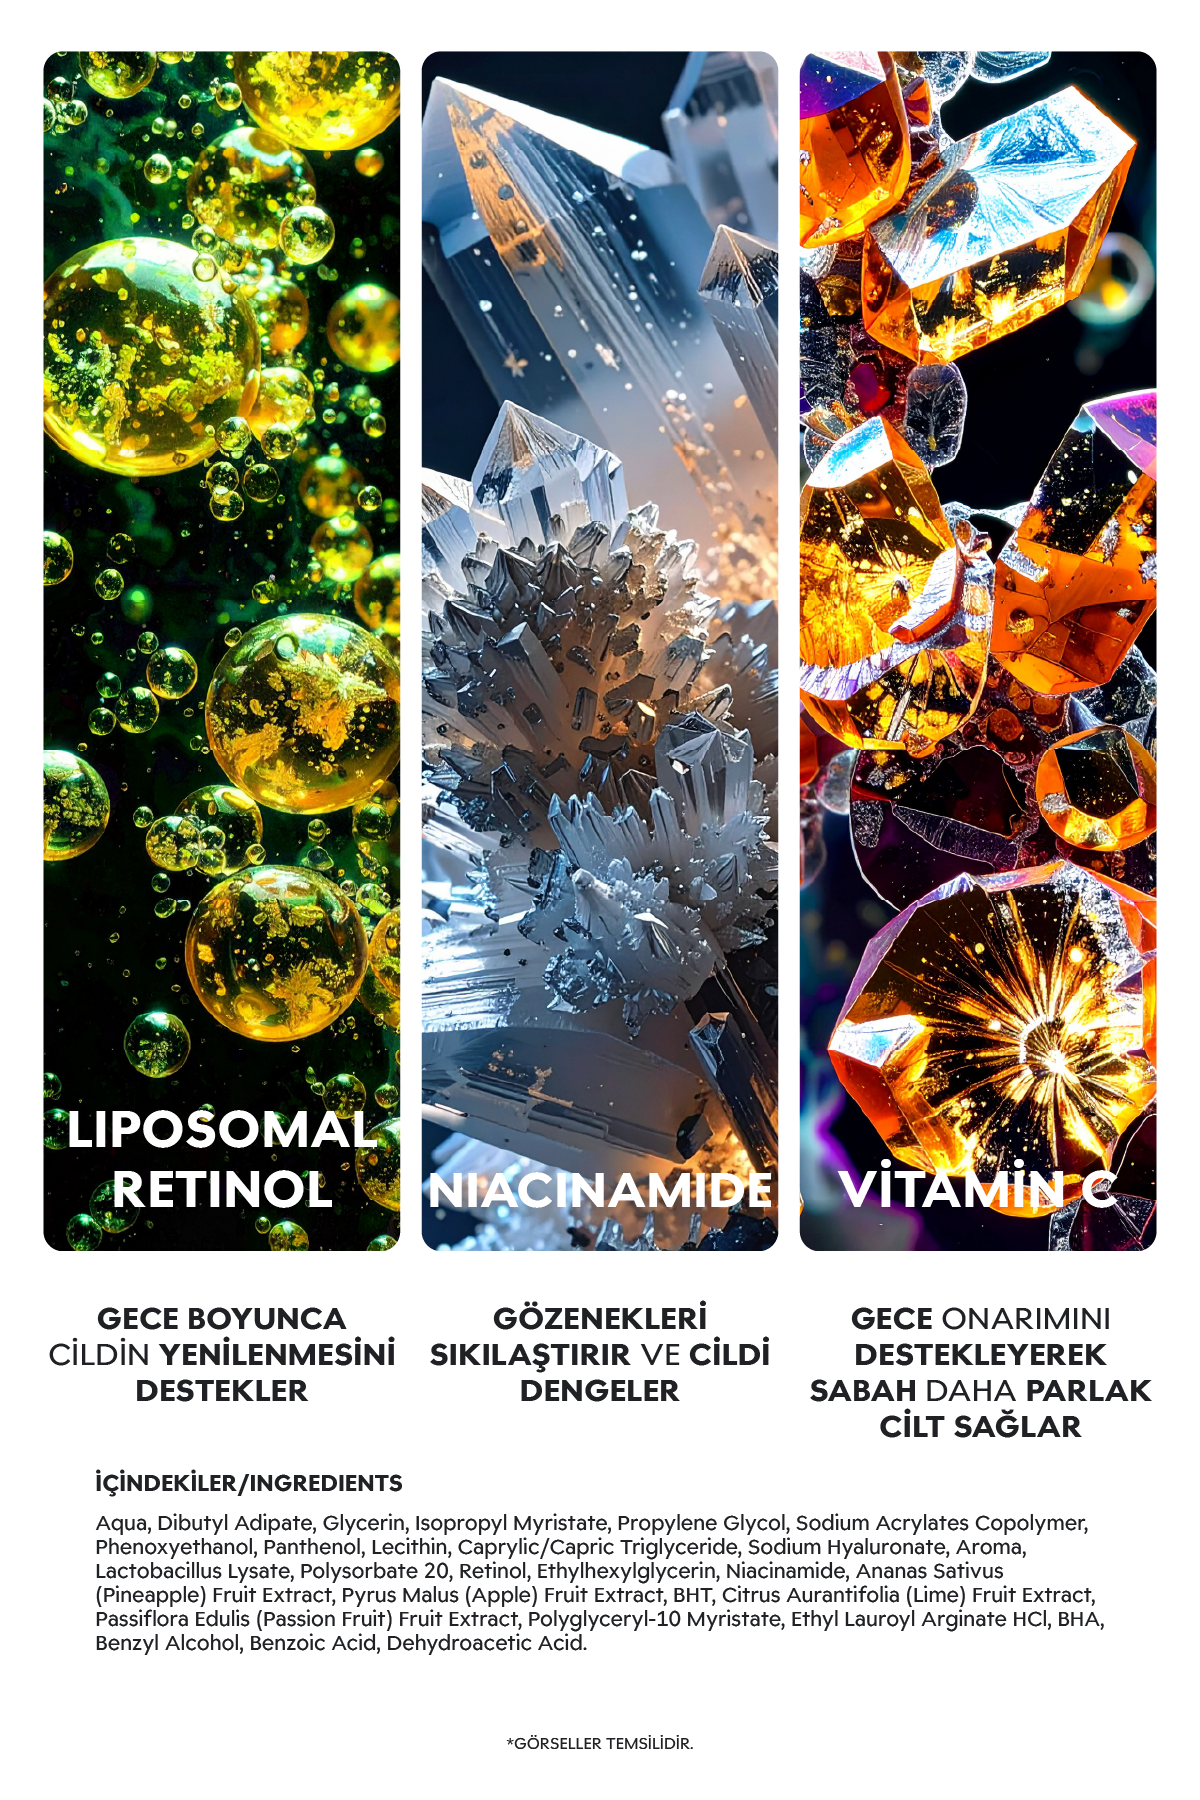 LIPOSOMAL
RETINOL
NIACINAMIDE
VİTAMİN C
GECE BOYUNCA
CİLDİN YENİLENMESİNİ
DESTEKLER
GÖZENEKLERİ
SIKILAŞTIRIR VE CİLDİ
DENGELER
GECE ONARIMINI
DESTEKLEYEREK
SABAH DAHA PARLAK
CİLT SAĞLAR
İÇİNDEKİLER/INGREDIENTS
Aqua, Dibutyl Adipate, Glycerin, Isopropyl Myristate, Propylene Glycol, Sodium Acrylates Copolymer,
Phenoxyethanol, Panthenol, Lecithin, Caprylic/Capric Triglyceride, Sodium Hyaluronate, Aroma,
Lactobacillus Lysate, Polysorbate 20, Retinol, Ethylhexylglycerin, Niacinamide, Ananas Sativus
(Pineapple) Fruit Extract, Pyrus Malus (Apple) Fruit Extract, BHT, Citrus Aurantifolia (Lime) Fruit Extract,
Passiflora Edulis (Passion Fruit) Fruit Extract, Polyglyceryl-10 Myristate, Ethyl Lauroyl Arginate HCl, BHA,
Benzyl Alcohol, Benzoic Acid, Dehydroacetic Acid.
*GÖRSELLER TEMSİLİDİR.